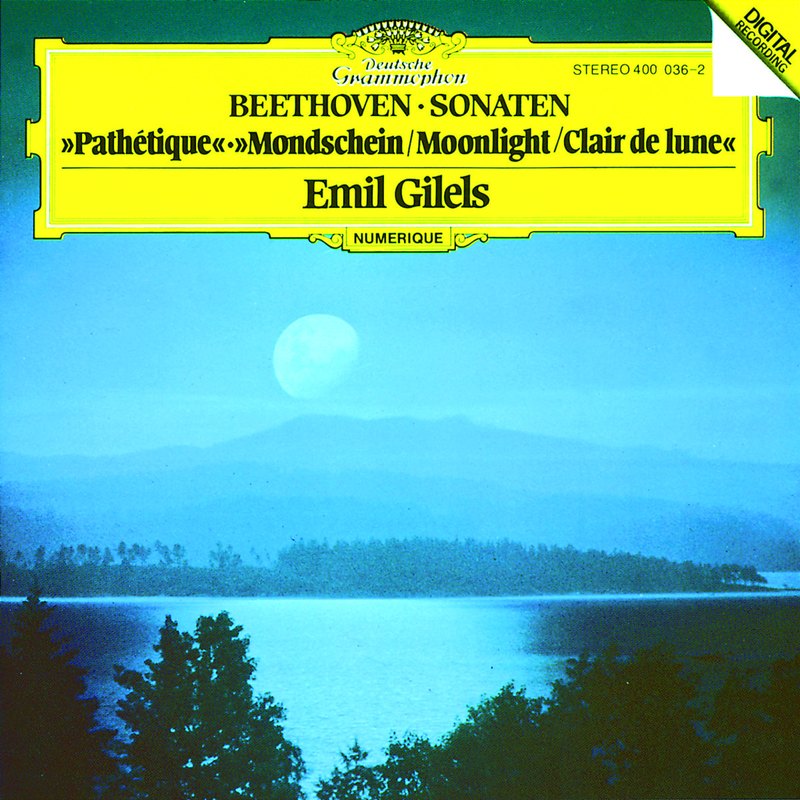 DIGITAL
RECORDING
Deutsche
Grammophon
STEREO 400 036-2
BEETHOVEN · SONATEN
»Pathétique«·»Mondschein/Moonlight/Clair de lune«
Emil Gilels
NUMERIQUE